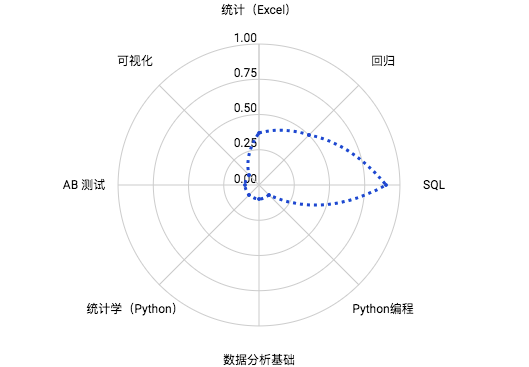 统计（Excel）
1.00
可视化
回归
0.75
0.50
0.25
AB 测试
0.00
SQL
统计学（Python）
Python编程
数据分析基础